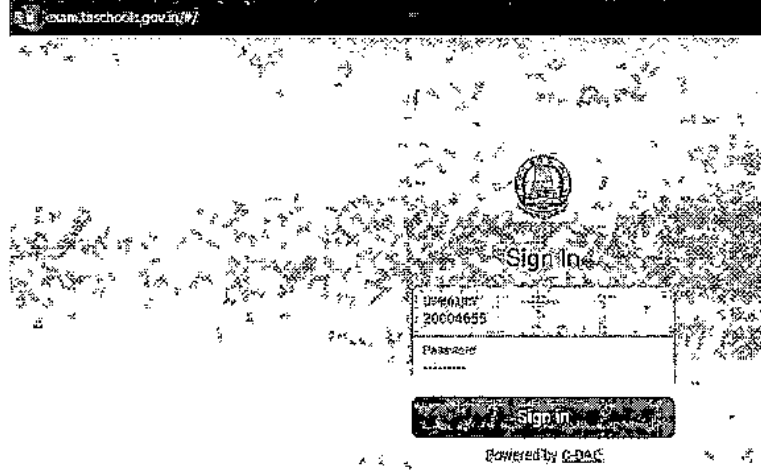 exam.tnschools.gov.in/#/
Sign In
Username
20004655
Password
Sign in
Powered by C-DAC